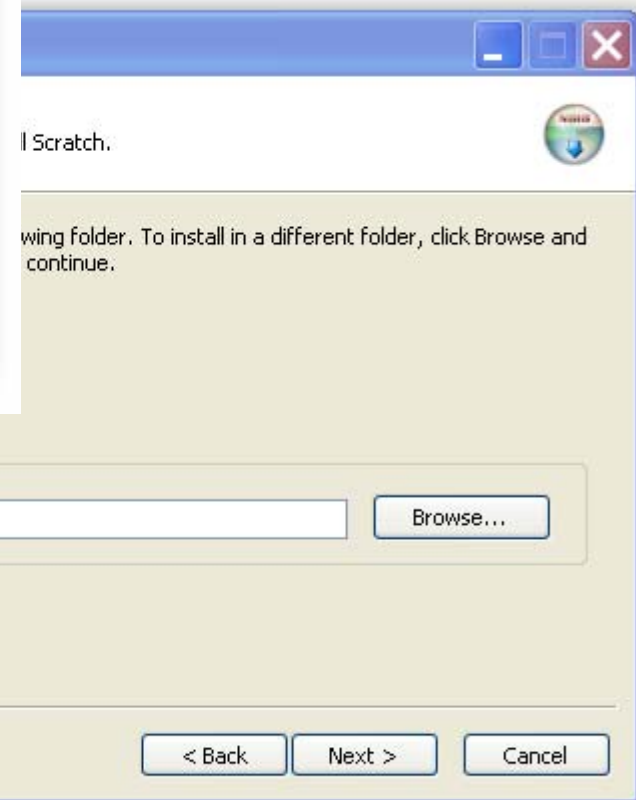 l Scratch.
wing folder. To install in a different folder, click Browse and
continue.
Browse...
< Back
Next >
Cancel